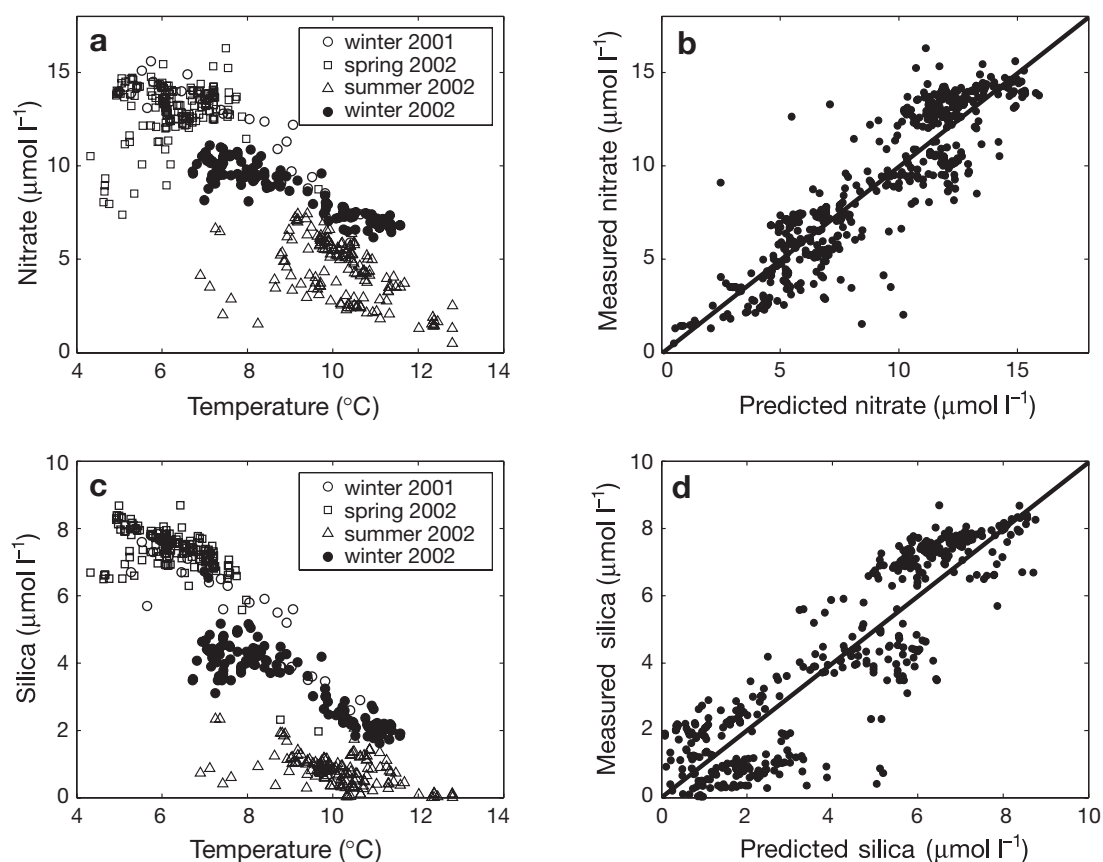 a
winter 2001
spring 2002
summer 2002
winter 2002
15
10
5
0
Nitrate (μmol l⁻¹)
4 6 8 10 12 14
Temperature (°C)
b
15
10
5
0
Measured nitrate (μmol l⁻¹)
0 5 10 15
Predicted nitrate (μmol l⁻¹)
c
winter 2001
spring 2002
summer 2002
winter 2002
10
8
6
4
2
0
Silica (μmol l⁻¹)
4 6 8 10 12 14
Temperature (°C)
d
10
8
6
4
2
0
Measured silica (μmol l⁻¹)
0 2 4 6 8 10
Predicted silica (μmol l⁻¹)